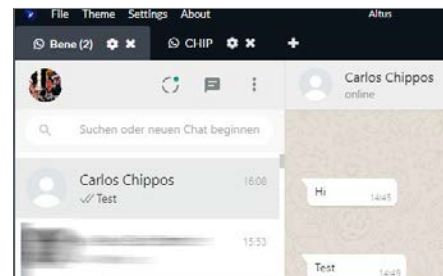 File Theme Settings About Altus
Bene (2) CHIP
Carlos Chippos
online
Suchen oder neuen Chat beginnen
Carlos Chippos 16:08
Test
15:53
Hi 14:45
Test 14:49